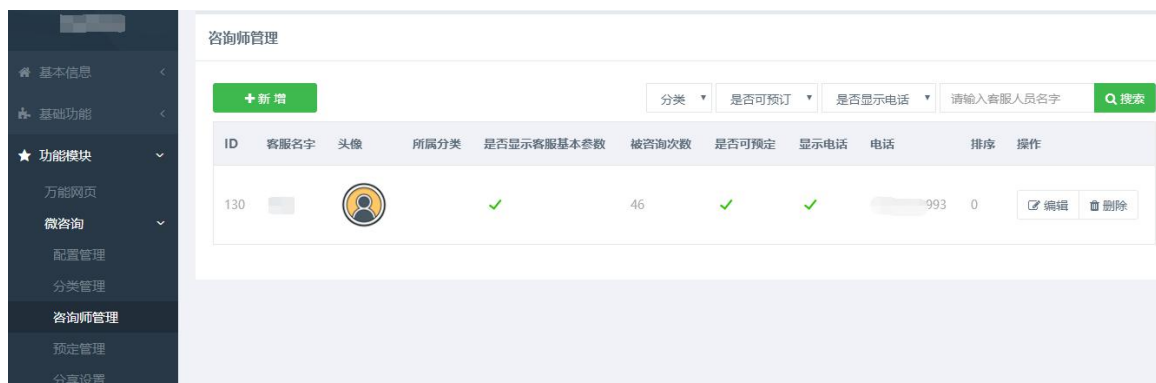 咨询师管理
基本信息
基础功能
功能模块
万能网页
微咨询
配置管理
分类管理
咨询师管理
预定管理
分享设置
新增
分类 是否可预订 是否显示电话 请输入客服人员名字 搜索
ID 客服名字 头像 所属分类 是否显示客服基本参数 被咨询次数 是否可预定 显示电话 电话 排序 操作
130 46 993 0 编辑 删除